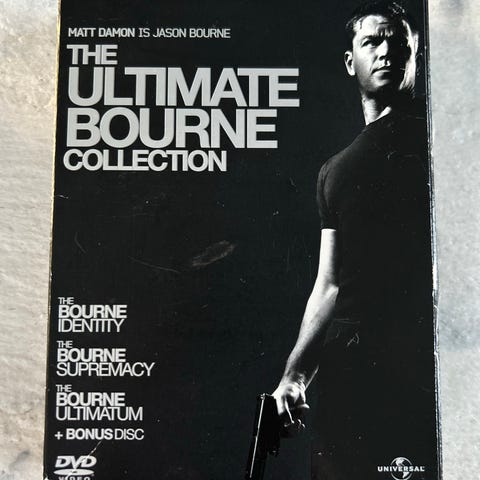 MATT DAMON IS JASON BOURNE
THE
ULTIMATE
BOURNE
COLLECTION
THE
BOURNE
IDENTITY
THE
BOURNE
SUPREMACY
THE
BOURNE
ULTIMATUM
+ BONUS DISC
DVD
VIDEO
UNIVERSAL